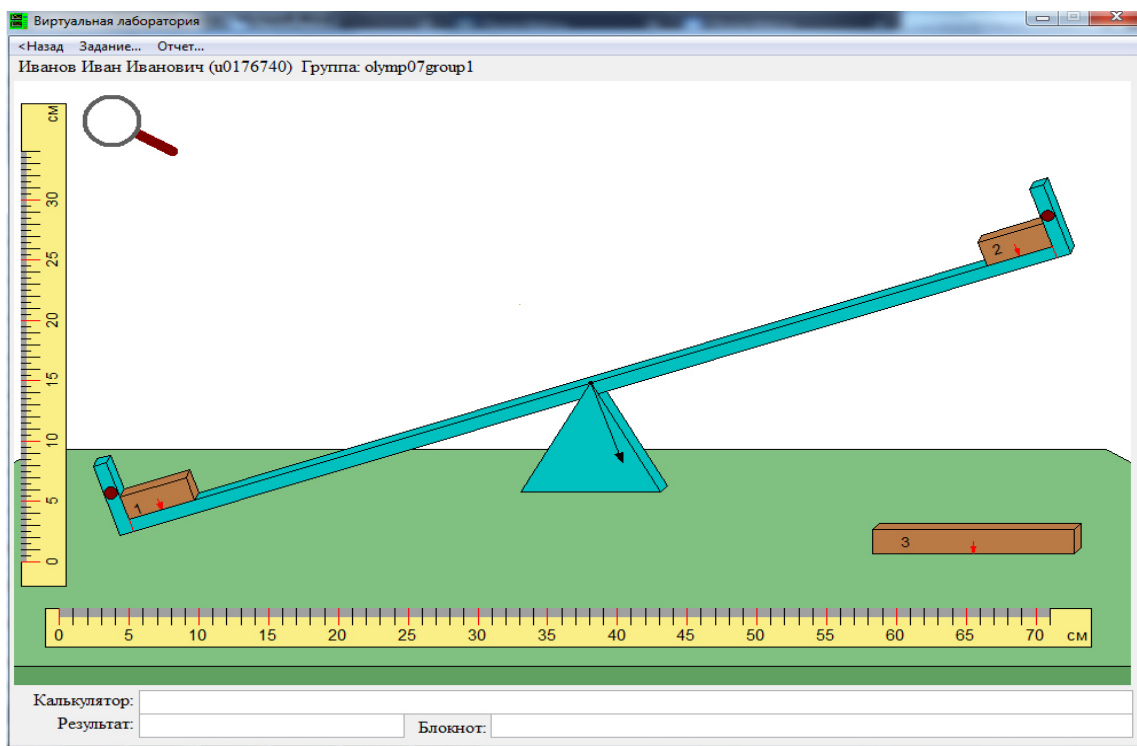 Виртуальная лаборатория
<Назад Задание... Отчет...
Иванов Иван Иванович (u0176740) Группа: olymp07group1
см
30
25
20
15
10
5
0
1
2
3
0 5 10 15 20 25 30 35 40 45 50 55 60 65 70 см
Калькулятор:
Результат: Блокнот: